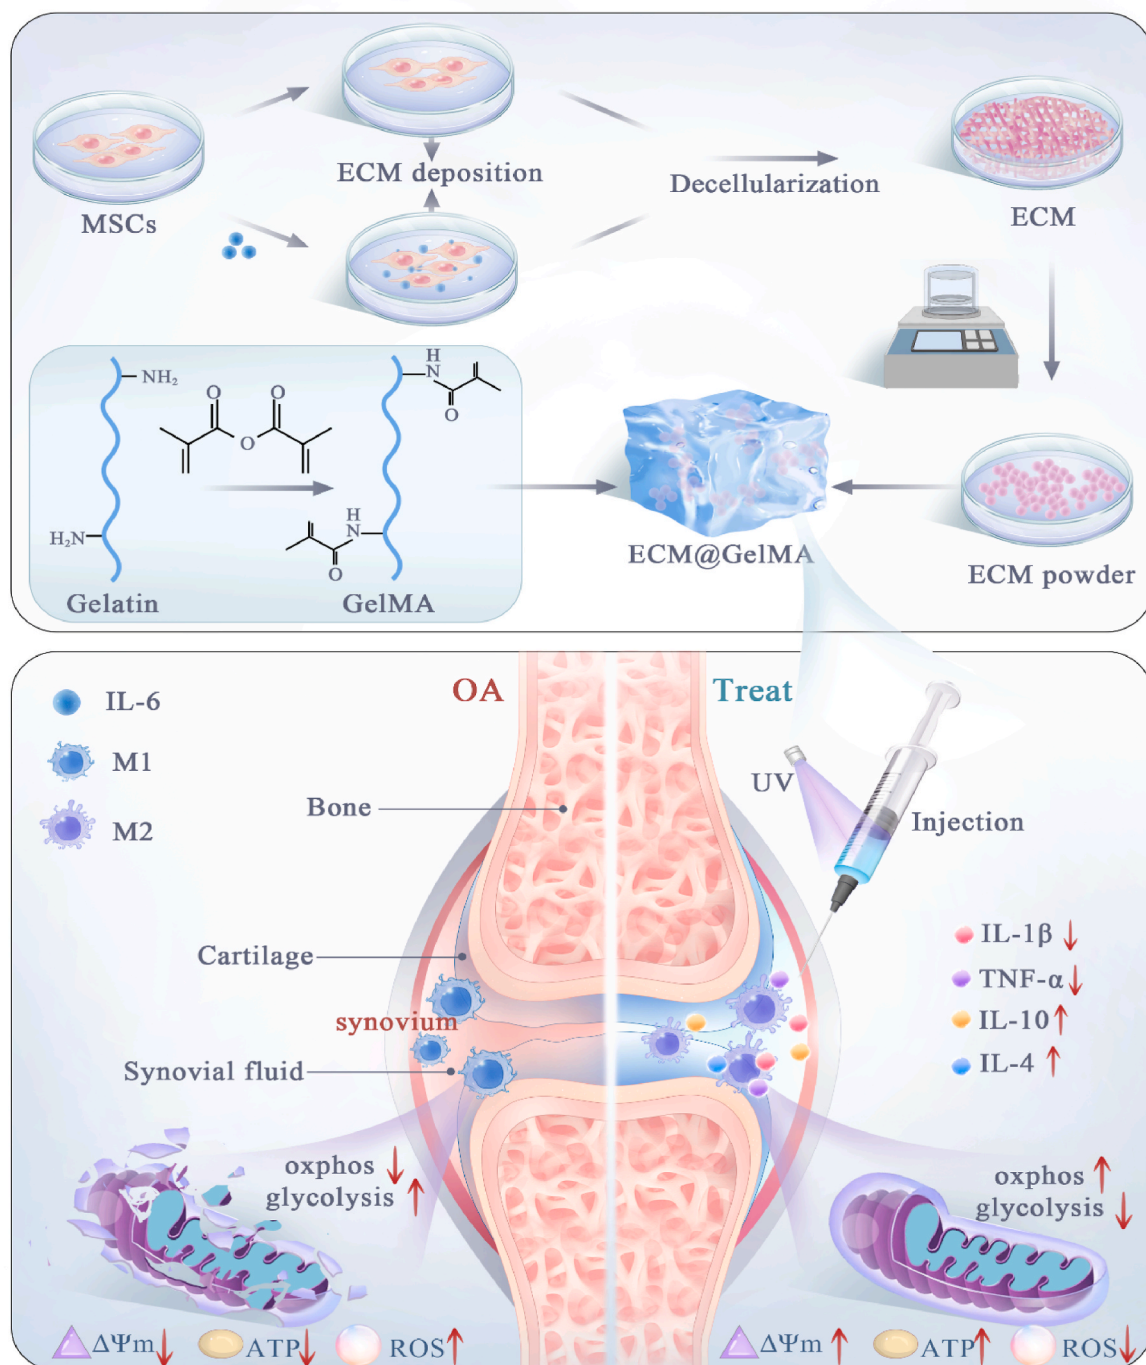 MSCs
ECM deposition
Decellularization
ECM
NH₂
O
O
O
H
N
O
H₂N
H
N
O
Gelatin
GelMA
ECM@GelMA
ECM powder
IL-6
M1
M2
OA
Treat
Bone
UV
Injection
Cartilage
synovium
Synovial fluid
IL-1β ↓
TNF-α ↓
IL-10 ↑
IL-4 ↑
oxphos ↓
glycolysis ↑
oxphos ↑
glycolysis ↓
ΔΨm ↓ ATP ↓ ROS ↑
ΔΨm ↑ ATP ↑ ROS ↓